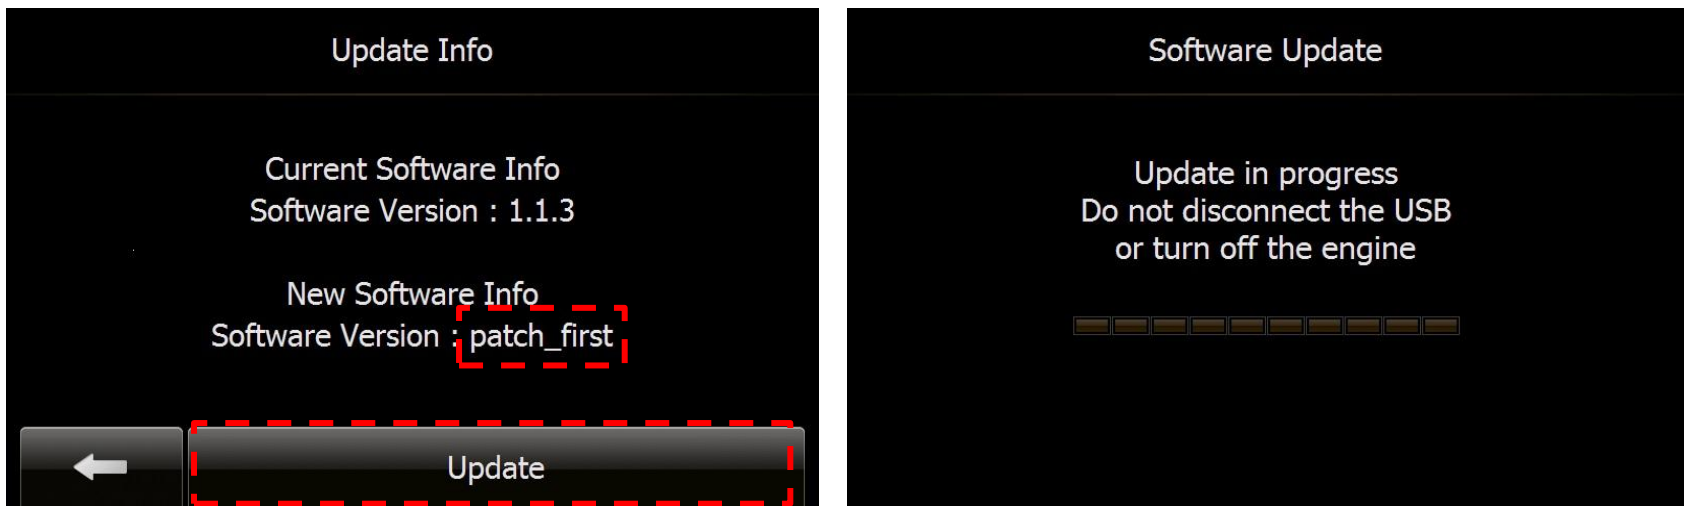 Update Info
Current Software Info
Software Version : 1.1.3
New Software Info
Software Version : patch_first
Update
Software Update
Update in progress
Do not disconnect the USB
or turn off the engine